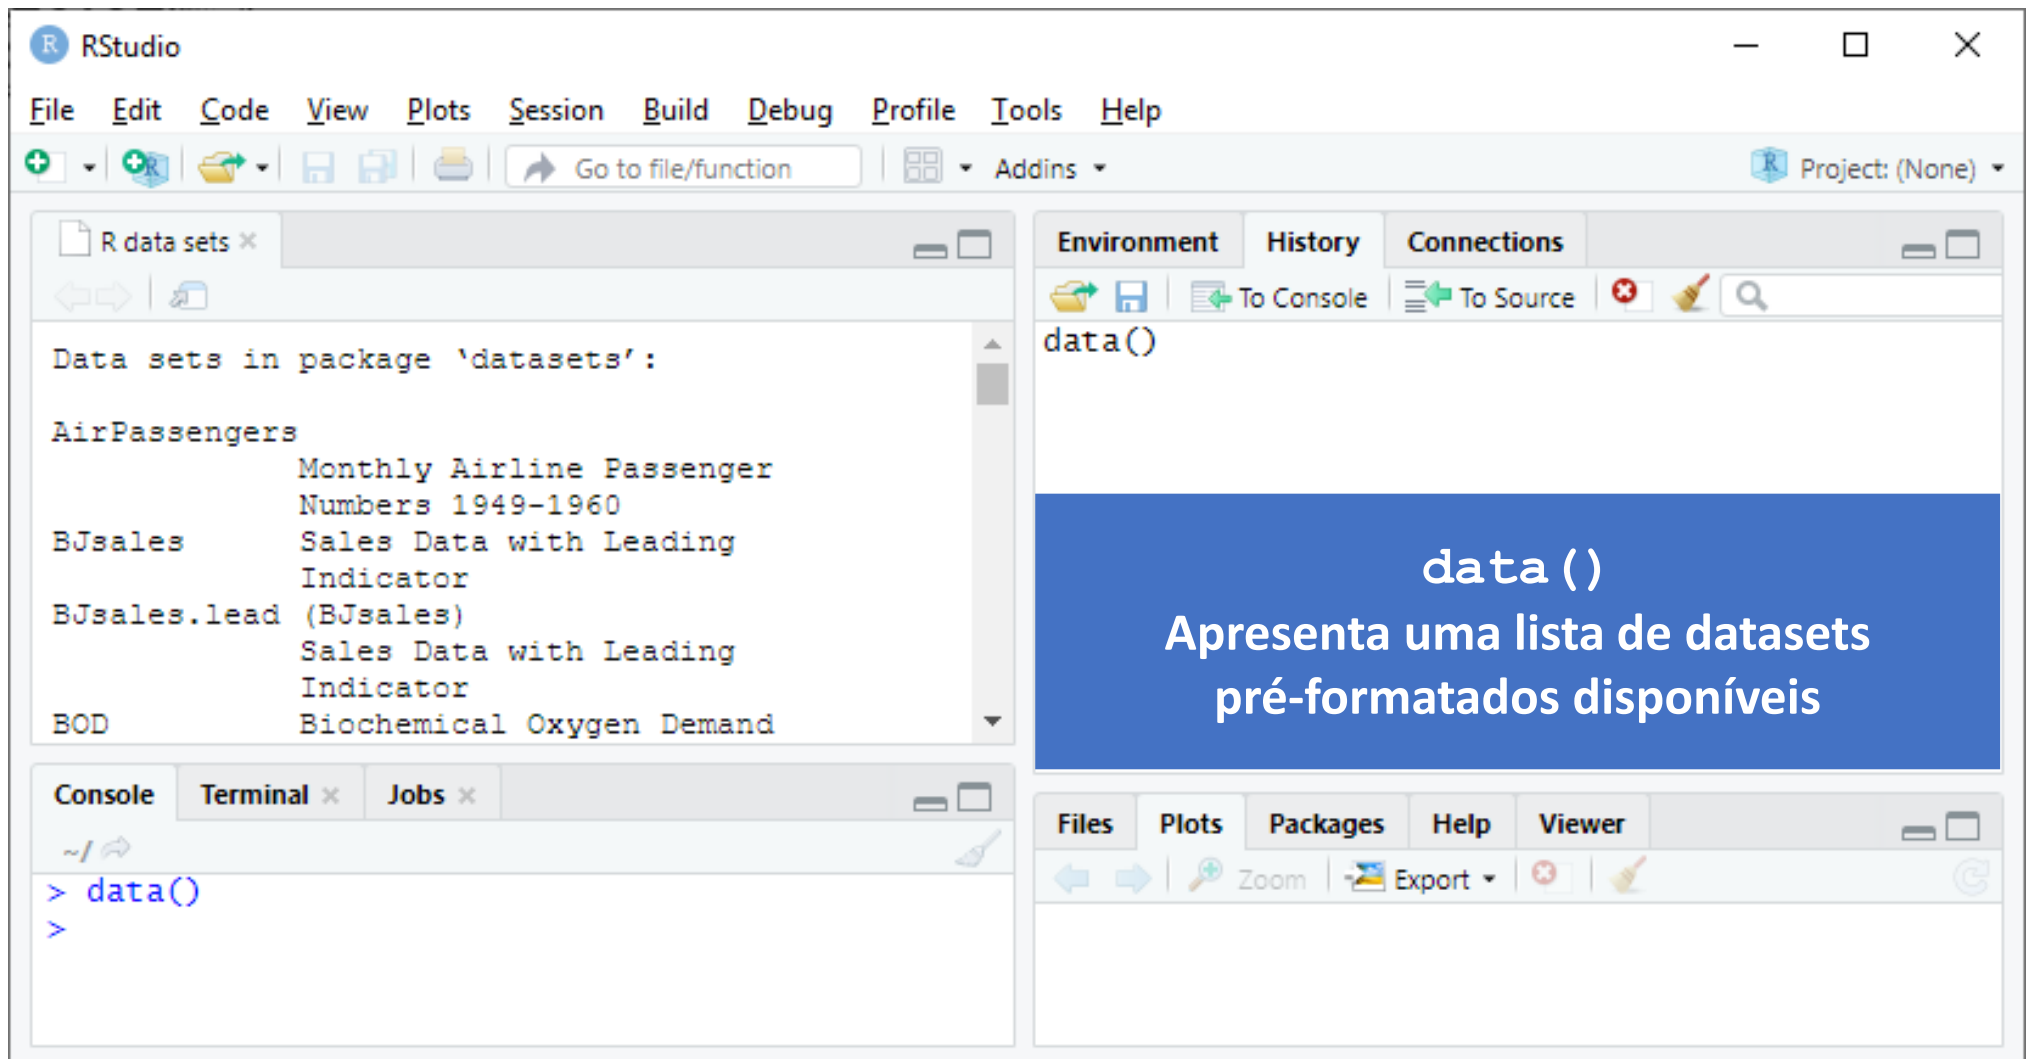 RStudio
File Edit Code View Plots Session Build Debug Profile Tools Help
Go to file/function Addins Project: (None)
R data sets
Data sets in package ‘datasets’:
AirPassengers
Monthly Airline Passenger
Numbers 1949-1960
BJsales Sales Data with Leading
Indicator
BJsales.lead (BJsales)
Sales Data with Leading
Indicator
BOD Biochemical Oxygen Demand
Environment History Connections
To Console To Source
data()
data()
Apresenta uma lista de datasets
pré-formatados disponíveis
Console Terminal Jobs
~/
> data()
>
Files Plots Packages Help Viewer
Zoom Export